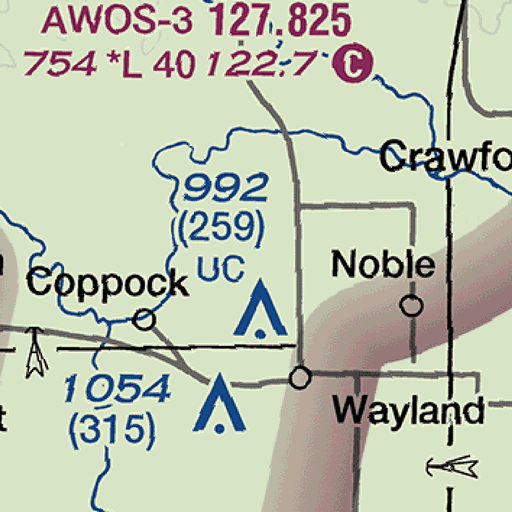 AWOS-3 127.825
754 *L 40 122.7 C
Crawfo
992
(259)
UC
Noble
Coppock
1054
(315)
Wayland
t